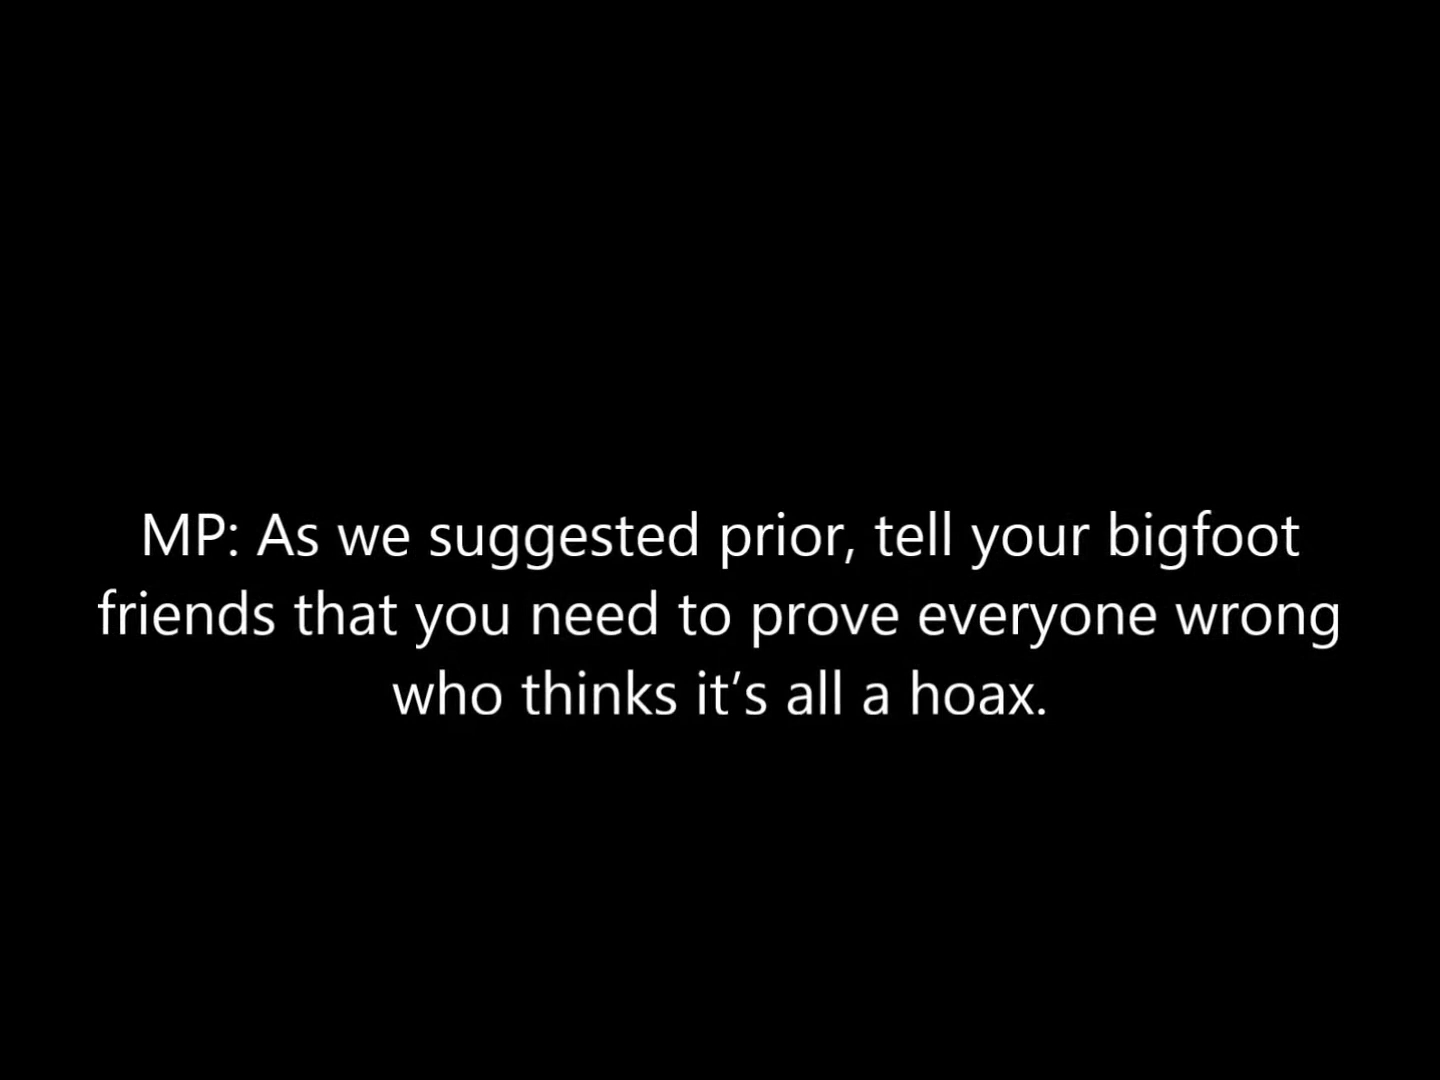 MP: As we suggested prior, tell your bigfoot
friends that you need to prove everyone wrong
who thinks it’s all a hoax.